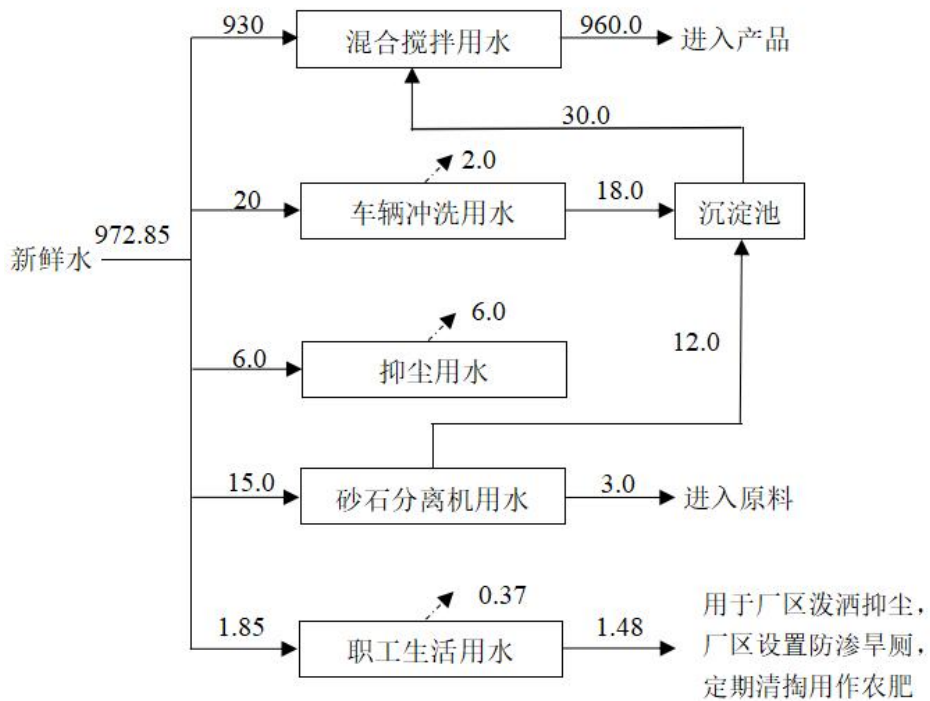 930
混合搅拌用水
960.0
进入产品
30.0
2.0
20
车辆冲洗用水
18.0
沉淀池
972.85
新鲜水
6.0
12.0
6.0
抑尘用水
15.0
砂石分离机用水
3.0
进入原料
0.37
1.85
职工生活用水
1.48
用于厂区泼洒抑尘，
厂区设置防渗旱厕，
定期清掏用作农肥